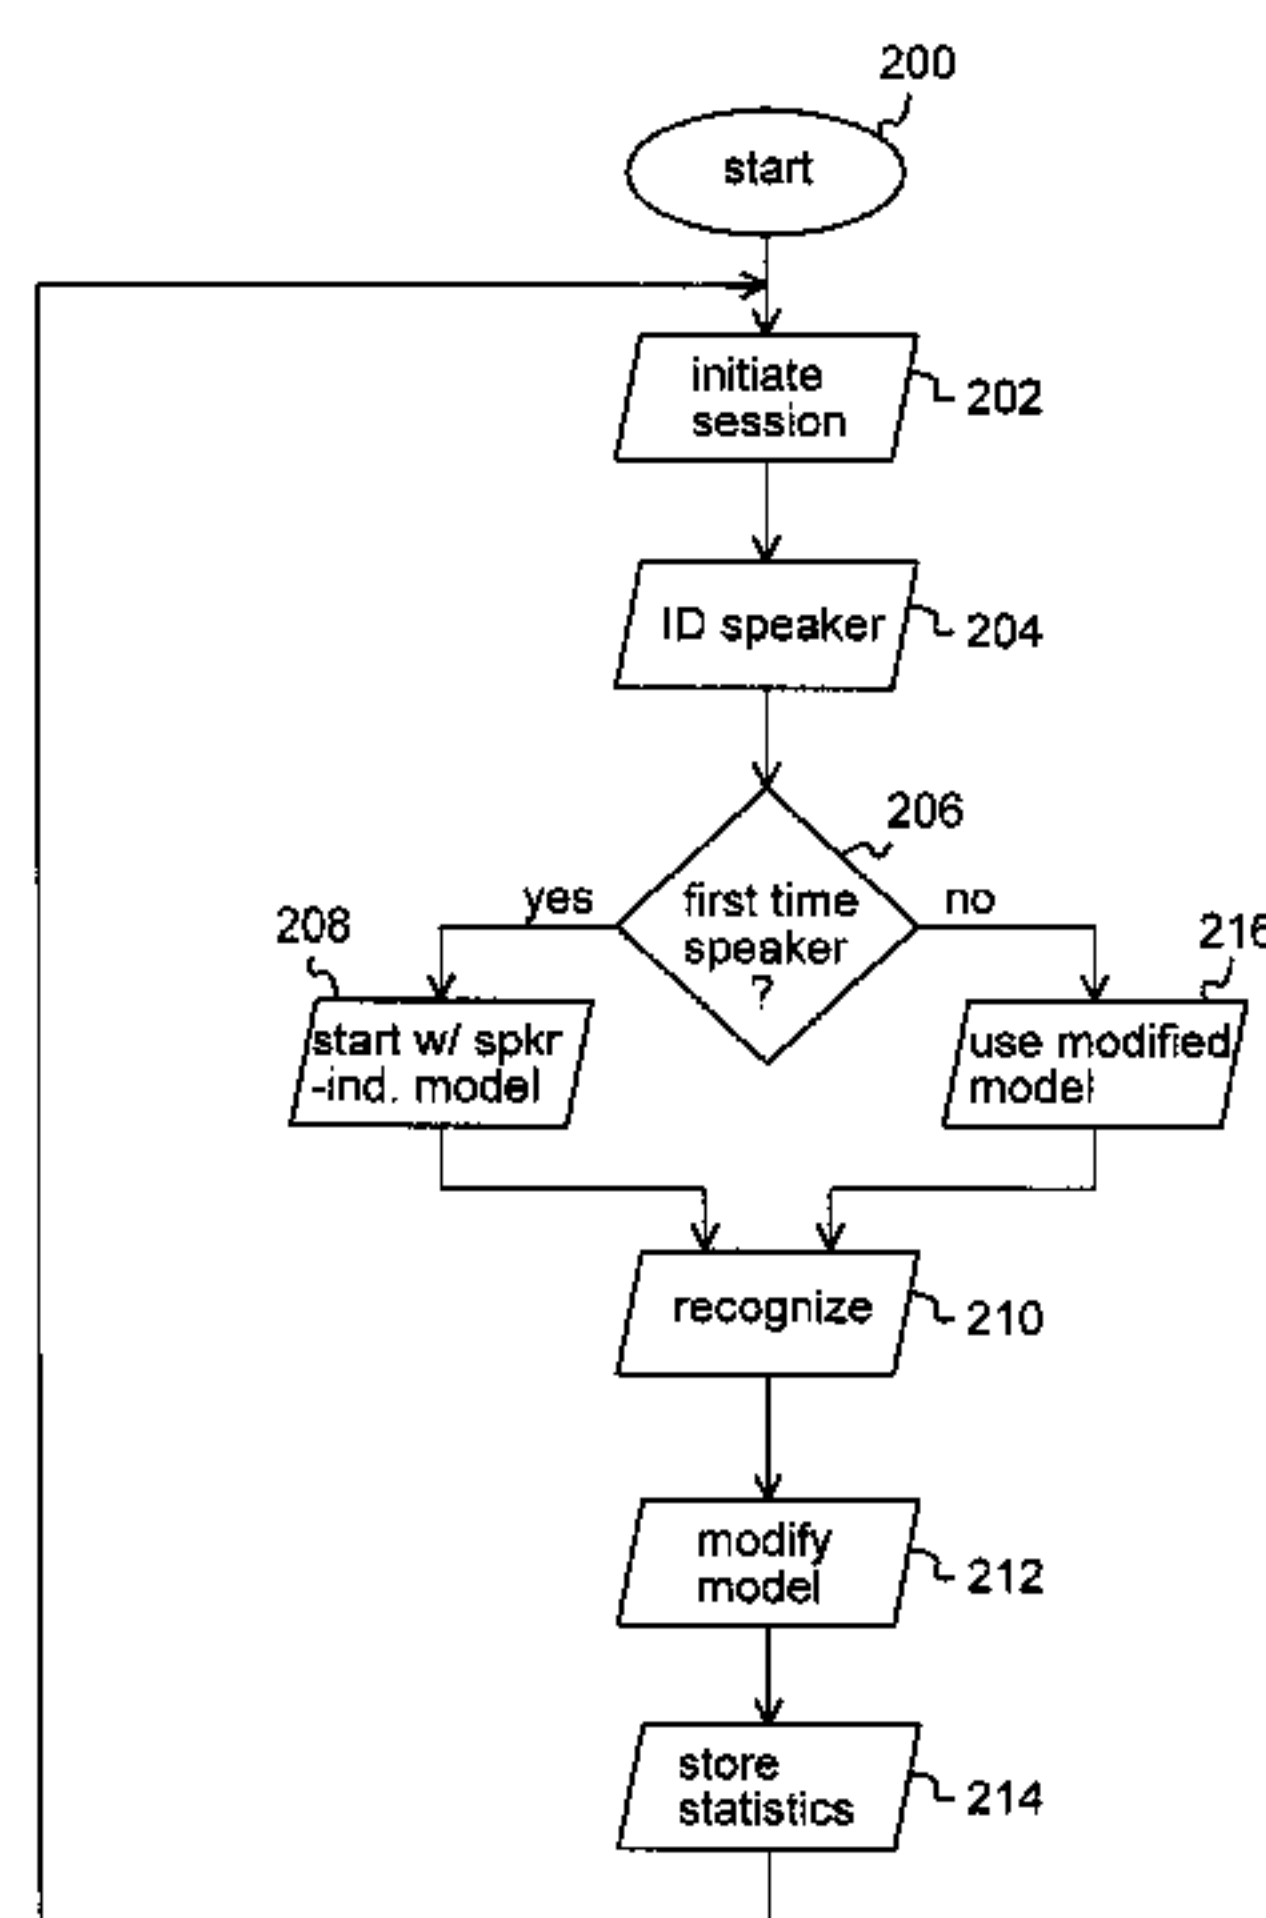 200
start
initiate
session
202
ID speaker
204
206
yes
first time
speaker
?
no
208
216
start w/ spkr
-ind. model
use modified
model
recognize
210
modify
model
212
store
statistics
214